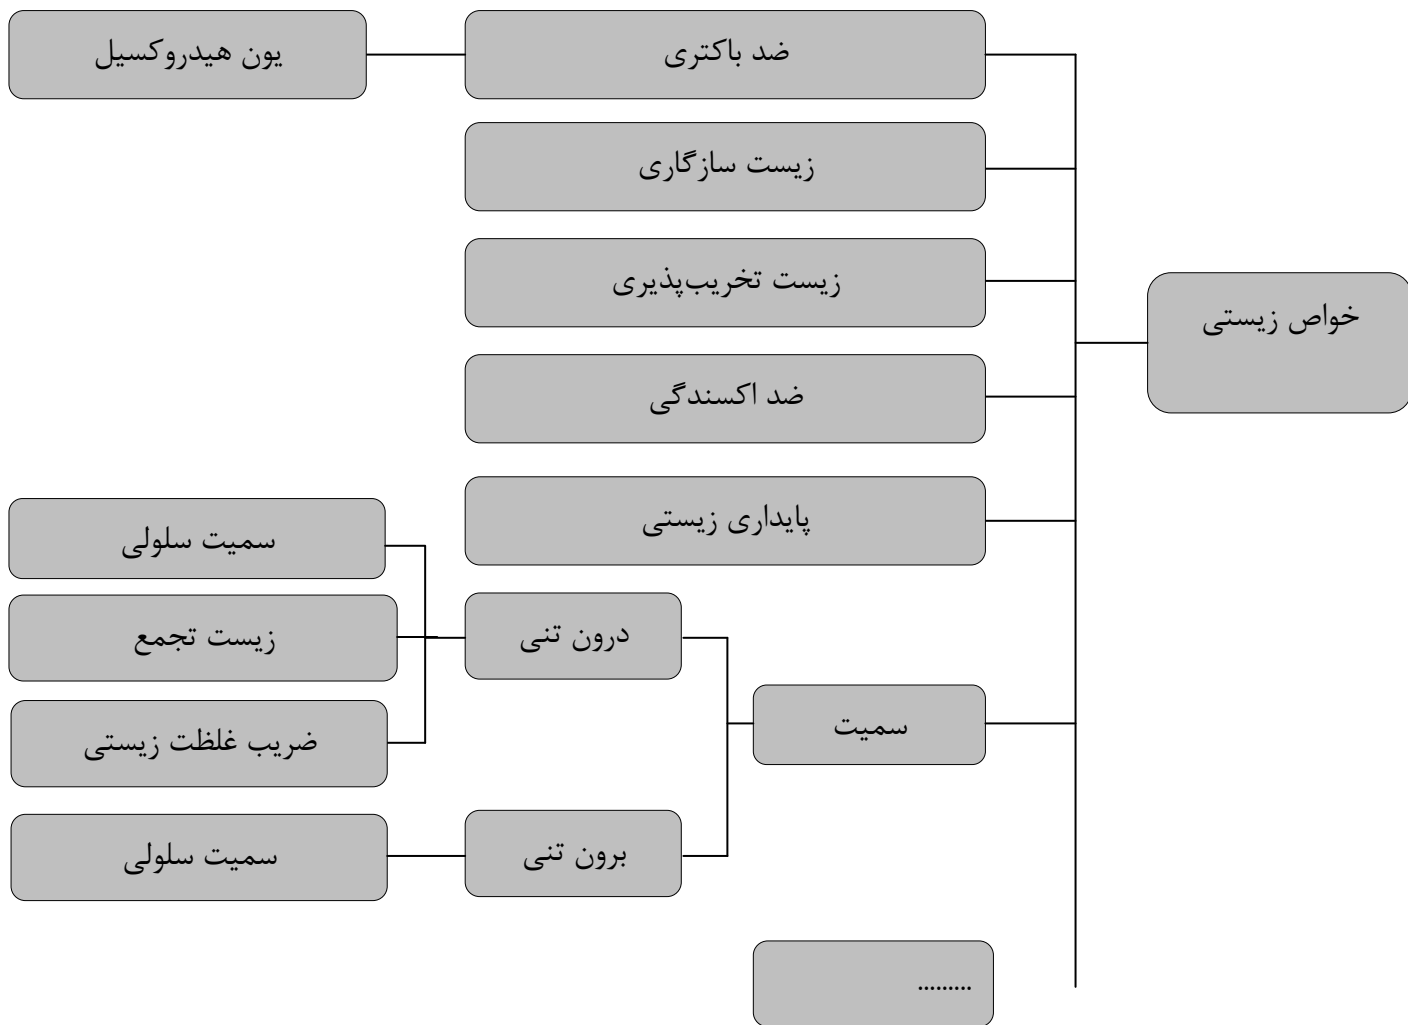 خواص زیستی
ضد باکتری
یون هیدروکسیل
زیست سازگاری
زیست تخریب‌پذیری
ضد اکسندگی
پایداری زیستی
سمیت
درون تنی
سمیت سلولی
زیست تجمع
ضریب غلظت زیستی
برون تنی
سمیت سلولی
.........